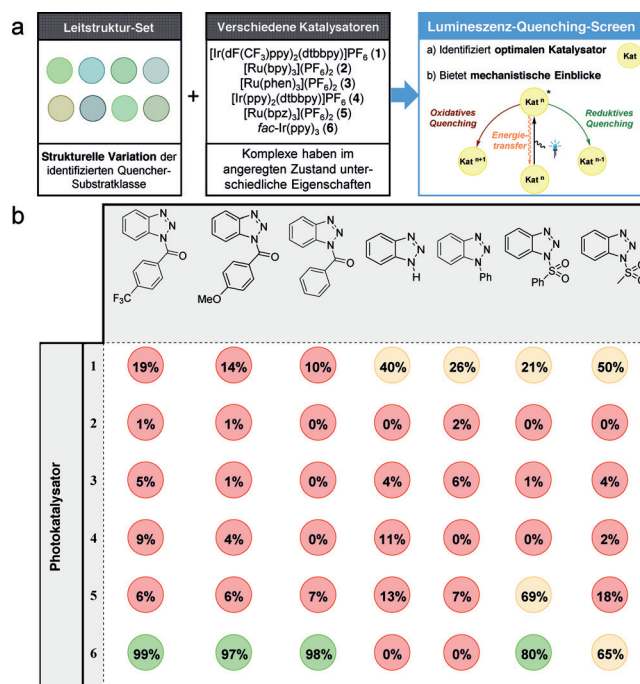 a
Leitstruktur-Set
Strukturelle Variation der
identifizierten Quencher-
Substratklasse
+
Verschiedene Katalysatoren
[Ir(dF(CF3)ppy)2(dtbbpy)]PF6 (1)
[Ru(bpy)3](PF6)2 (2)
[Ru(phen)3](PF6)2 (3)
[Ir(ppy)2(dtbbpy)]PF6 (4)
[Ru(bpz)3](PF6)2 (5)
fac-Ir(ppy)3 (6)
Komplexe haben im
angeregten Zustand unter-
schiedliche Eigenschaften
Lumineszenz-Quenching-Screen
a) Identifiziert optimalen Katalysator
Kat
b) Bietet mechanistische Einblicke
Kat n *
Oxidatives
Quenching
Reduktives
Quenching
Energie-
transfer
Kat n+1
Kat n-1
Kat n
b
N N N O F3C
N N N O MeO
N N N O
N N N H
N N N Ph
N N N S O O Ph
N N N S O O
Photokatalysator
1 19% 14% 10% 40% 26% 21% 50%
2 1% 1% 0% 0% 2% 0% 0%
3 5% 1% 0% 4% 6% 1% 4%
4 9% 4% 0% 11% 0% 0% 2%
5 6% 6% 7% 13% 7% 69% 18%
6 99% 97% 98% 0% 0% 80% 65%